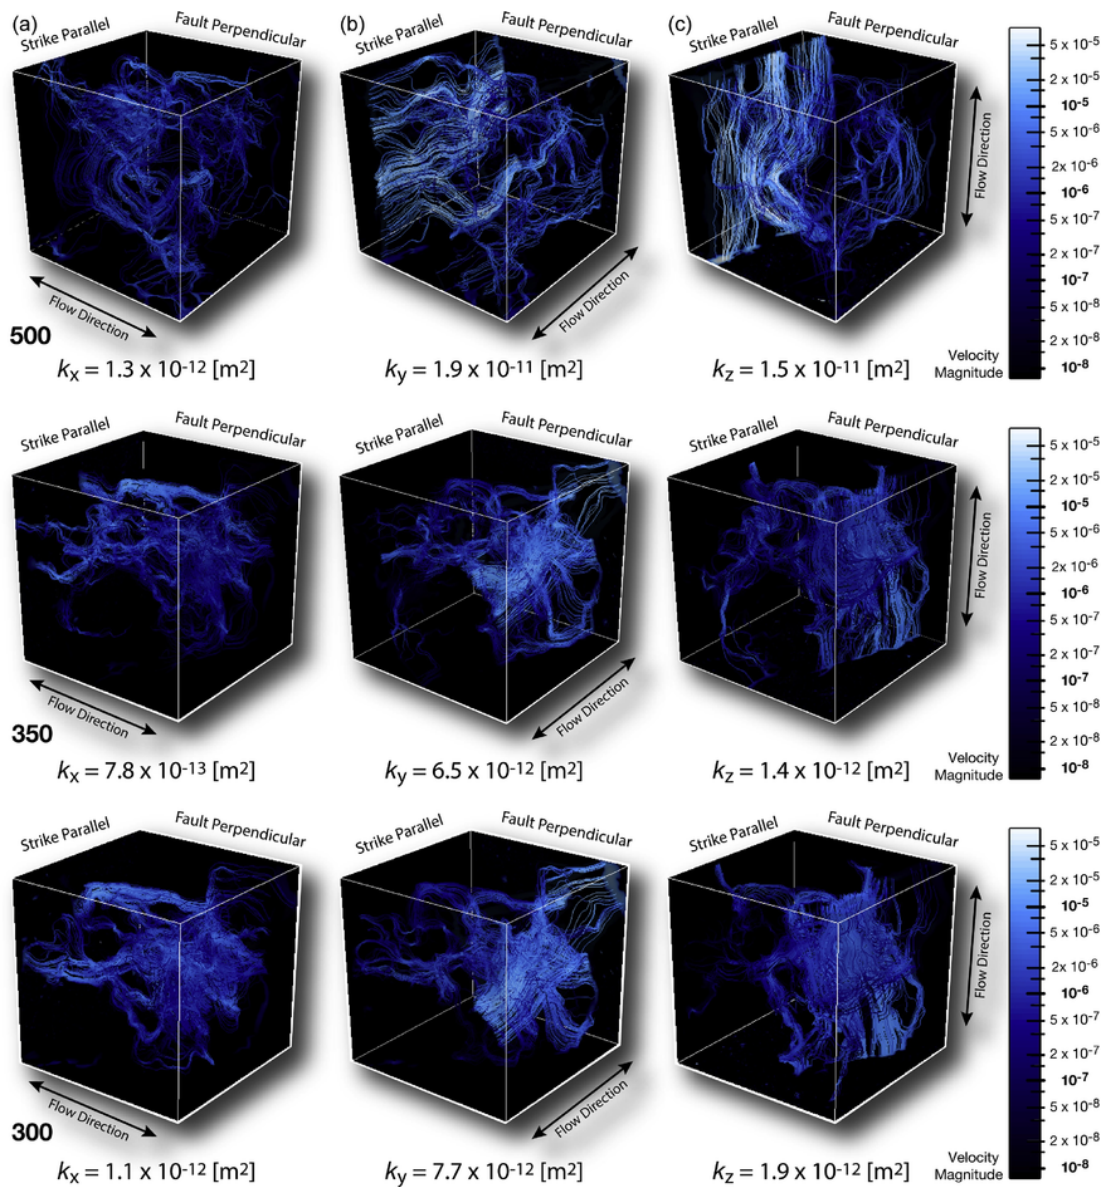 (a)
Strike Parallel
Fault Perpendicular
(b)
Strike Parallel
Fault Perpendicular
(c)
Strike Parallel
Fault Perpendicular
Flow Direction
Flow Direction
Flow Direction
5 x 10-5
2 x 10-5
10-5
5 x 10-6
2x 10-6
10-6
5 x 10-7
2 x 10-7
10-7
5 x 10-8
2 x 10-8
10-8
Velocity
Magnitude
500
kx = 1.3 x 10-12 [m2]
ky = 1.9 x 10-11 [m2]
kz = 1.5 x 10-11 [m2]
Strike Parallel
Fault Perpendicular
Strike Parallel
Fault Perpendicular
Strike Parallel
Fault Perpendicular
Flow Direction
Flow Direction
Flow Direction
5 x 10-5
2 x 10-5
10-5
5 x 10-6
2 x 10-6
10-6
5 x 10-7
2 x 10-7
10-7
5 x 10-8
2 x 10-8
10-8
Velocity
Magnitude
350
kx = 7.8 x 10-13 [m2]
ky = 6.5 x 10-12 [m2]
kz = 1.4 x 10-12 [m2]
Strike Parallel
Fault Perpendicular
Strike Parallel
Fault Perpendicular
Strike Parallel
Fault Perpendicular
Flow Direction
Flow Direction
Flow Direction
5 x 10-5
2 x 10-5
10-5
5 x 10-6
2x 10-6
10-6
5 x 10-7
2 x 10-7
10-7
5 x 10-8
2 x 10-8
10-8
Velocity
Magnitude
300
kx = 1.1 x 10-12 [m2]
ky = 7.7 x 10-12 [m2]
kz = 1.9 x 10-12 [m2]